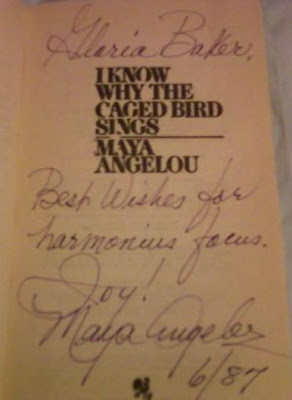 Gloria Baker,
I KNOW
WHY THE
CAGED BIRD
SINGS
MAYA
ANGELOU
Best Wishes for
harmonius focus.
Joy!
Maya Angelou
6/87